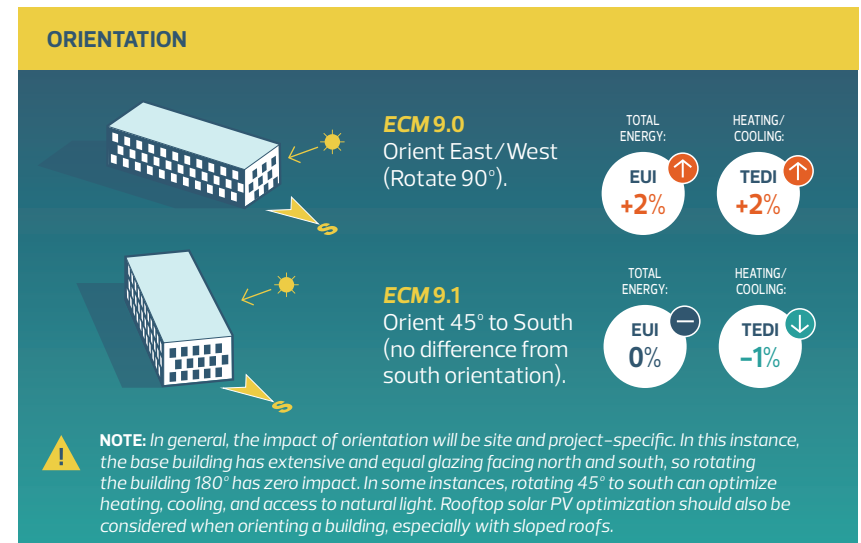 ORIENTATION
ECM 9.0
Orient East/West
(Rotate 90°).
TOTAL
ENERGY:
EUI
+2%
HEATING/
COOLING:
TEDI
+2%
S
ECM 9.1
Orient 45° to South
(no difference from
south orientation).
TOTAL
ENERGY:
EUI
0%
HEATING/
COOLING:
TEDI
-1%
S
! NOTE: In general, the impact of orientation will be site and project-specific. In this instance,
the base building has extensive and equal glazing facing north and south, so rotating
the building 180° has zero impact. In some instances, rotating 45° to south can optimize
heating, cooling, and access to natural light. Rooftop solar PV optimization should also be
considered when orienting a building, especially with sloped roofs.